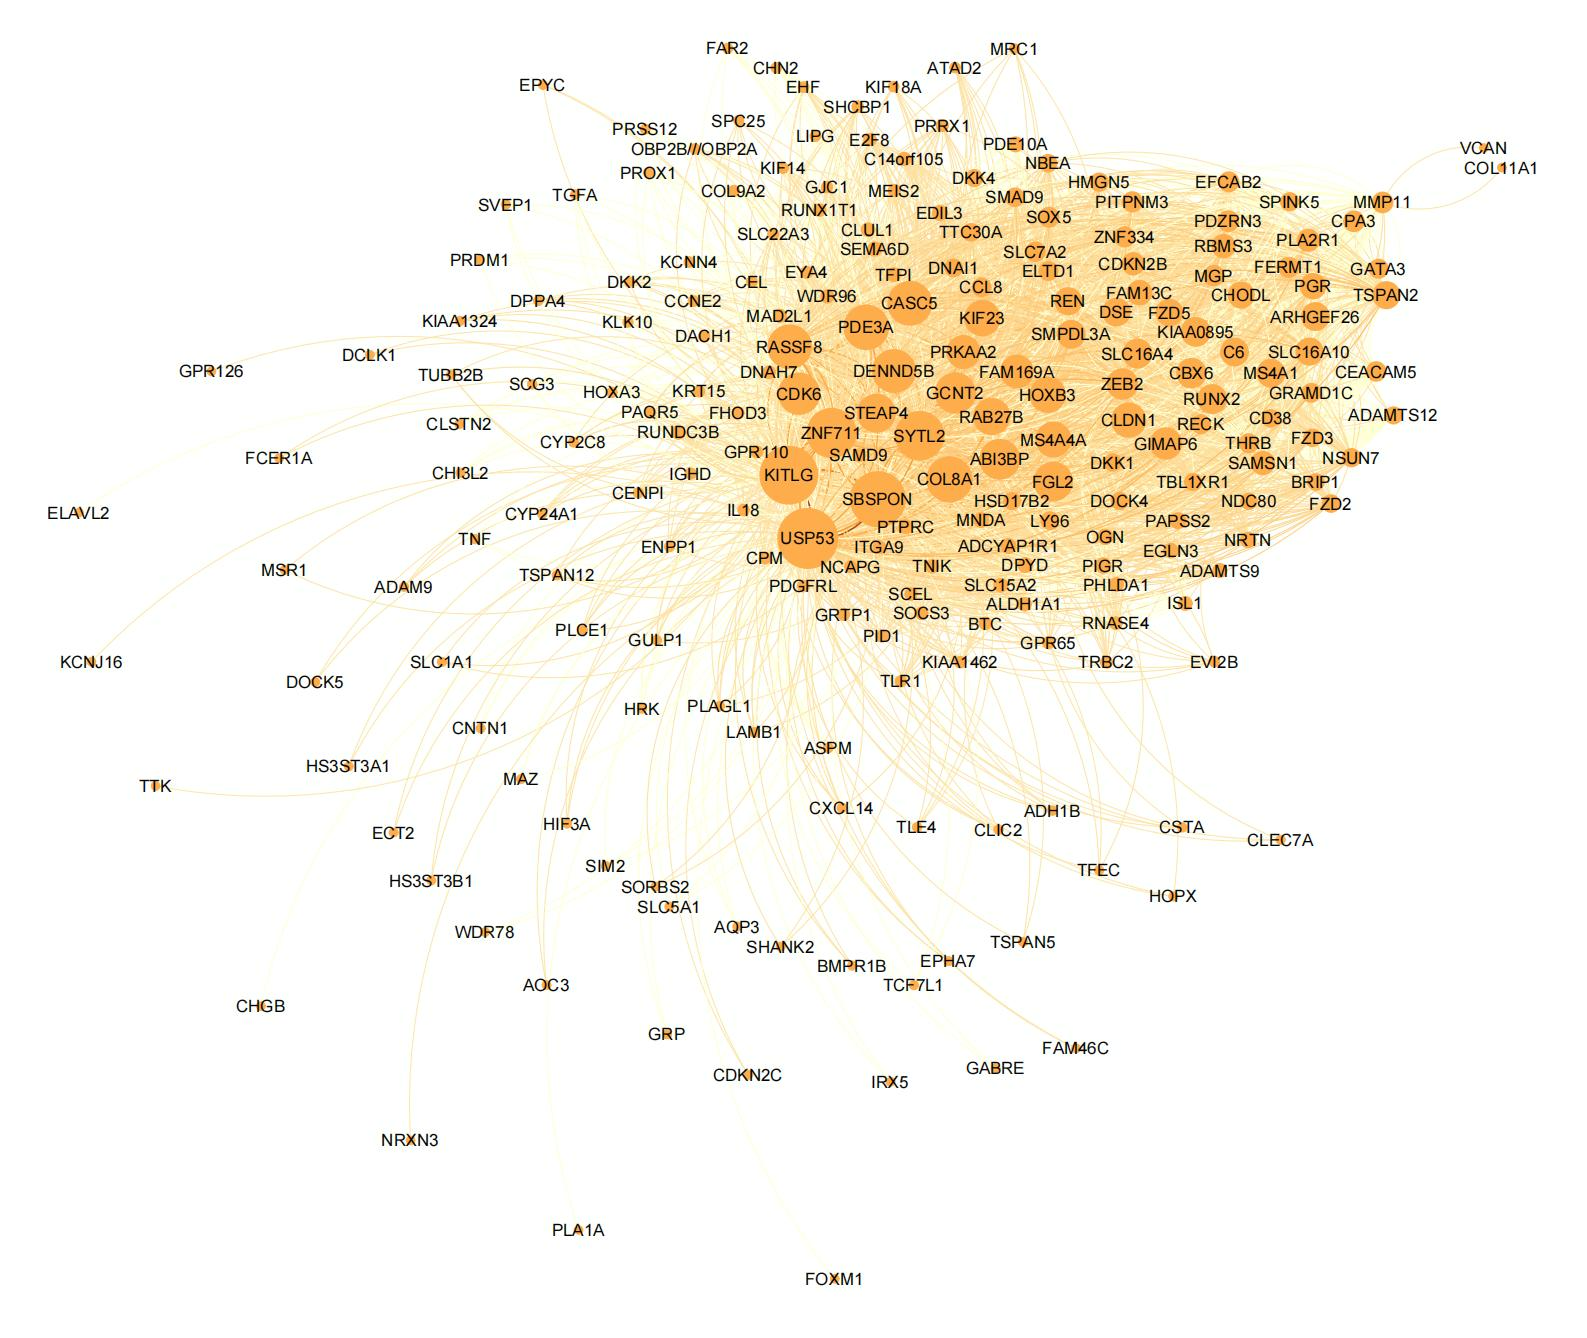 FAR2
MRC1
CHN2
ATAD2
EPYC
EHF
KIF18A
SHCBP1
SPC25
PRSS12
PRRX1
LIPG
E2F8
PDE10A
OBP2B///OBP2A
VCAN
C14orf105
NBEA
KIF14
COL11A1
PROX1
DKK4
HMGN5
EFCAB2
GJC1
COL9A2
MEIS2
TGFA
SMAD9
PITPNM3
SPINK5
MMP11
SVEP1
RUNX1T1
EDIL3
SOX5
PDZRN3
CPA3
SLC22A3
CLUL1
TTC30A
ZNF334
PLA2R1
RBMS3
SEMA6D
SLC7A2
PRDM1
KCNN4
CDKN2B
FERMT1
GATA3
DNAI1
EYA4
TFPI
ELTD1
MGP
DKK2
CEL
CCL8
PGR
DPPA4
CCNE2
WDR96
CASC5
REN
FAM13C
CHODL
TSPAN2
KIAA1324
KLK10
MAD2L1
KIF23
DSE
FZD5
ARHGEF26
DACH1
PDE3A
SMPDL3A
KIAA0895
DCLK1
RASSF8
PRKAA2
SLC16A4
C6
SLC16A10
GPR126
TUBB2B
DNAH7
DENND5B
FAM169A
CBX6
MS4A1
CEACAM5
SCG3
HOXA3
KRT15
CDK6
GCNT2
HOXB3
ZEB2
RUNX2
GRAMD1C
CLSTN2
PAQR5
FHOD3
STEAP4
RAB27B
CLDN1
RECK
CD38
ADAMTS12
CYP2C8
RUNDC3B
ZNF711
SYTL2
MS4A4A
GIMAP6
THRB
FZD3
FCER1A
GPR110
SAMD9
ABI3BP
DKK1
SAMSN1
NSUN7
CHI3L2
IGHD
KITLG
COL8A1
FGL2
TBL1XR1
BRIP1
CENPI
SBSPON
HSD17B2
DOCK4
NDC80
FZD2
ELAVL2
CYP24A1
IL18
PTPRC
MNDA
LY96
PAPSS2
TNF
ENPP1
USP53
ITGA9
ADCYAP1R1
OGN
EGLN3
NRTN
MSR1
ADAM9
TSPAN12
CPM
NCAPG
TNIK
DPYD
PIGR
ADAMTS9
PDGFRL
SCEL
SLC15A2
PHLDA1
GRTP1
SOCS3
ALDH1A1
ISL1
PLCE1
GULP1
PID1
BTC
RNASE4
GPR65
KCNJ16
SLC1A1
KIAA1462
TRBC2
EVI2B
DOCK5
TLR1
HRK
PLAGL1
CNTN1
LAMB1
ASPM
HS3ST3A1
TTK
MAZ
CXCL14
ADH1B
ECT2
HIF3A
TLE4
CLIC2
CSTA
CLEC7A
SIM2
TFEC
HS3ST3B1
SORBS2
HOPX
SLC5A1
WDR78
AQP3
SHANK2
TSPAN5
BMPR1B
EPHA7
AOC3
TCF7L1
CHGB
GRP
FAM46C
CDKN2C
IRX5
GABRE
NRXN3
PLA1A
FOXM1